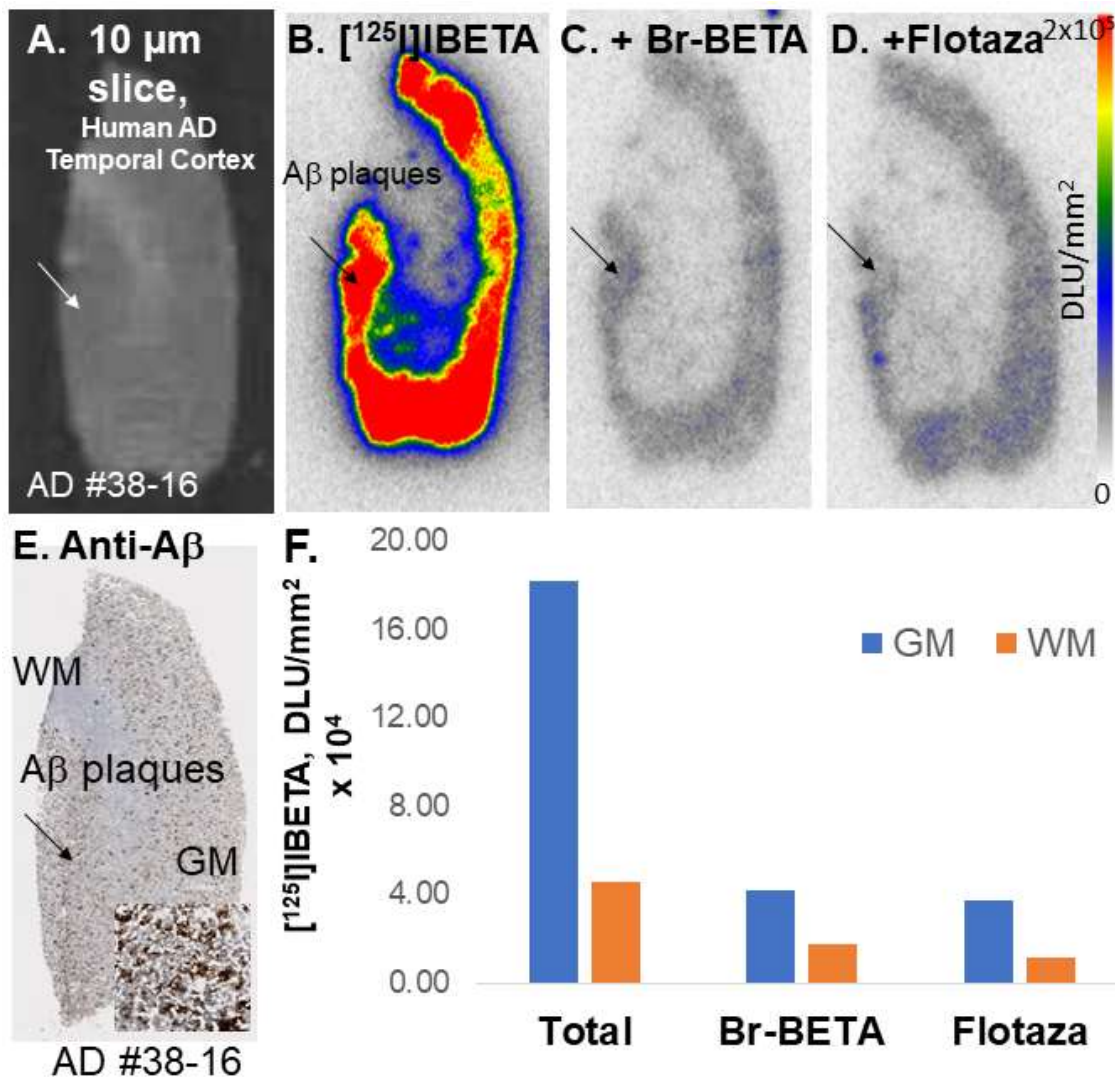 A. 10 µm
slice,
Human AD
Temporal Cortex
AD #38-16
B. [¹²⁵I]IBETA
Aβ plaques
C. + Br-BETA
D. +Flotaza
2x10⁵
DLU/mm²
0
E. Anti-Aβ
WM
Aβ plaques
GM
AD #38-16
F.
[¹²⁵I]IBETA, DLU/mm²
x 10⁴
20.00
16.00
12.00
8.00
4.00
0.00
GM WM
Total Br-BETA Flotaza